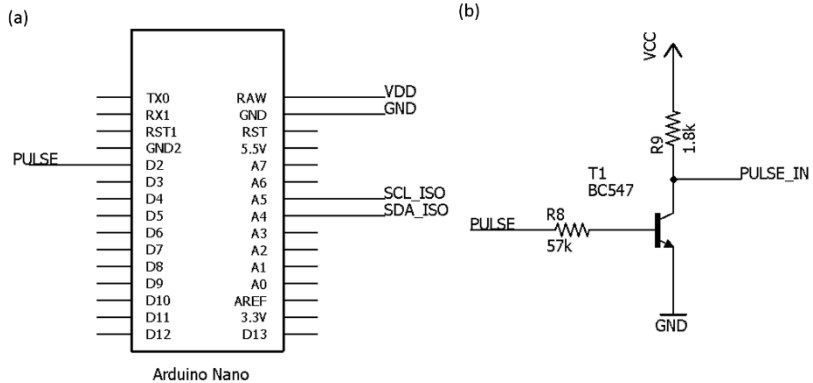 (a)
TX0 RAW VDD
RX1 GND GND
RST1 RST
GND2 5.5V
PULSE D2 A7
D3 A6
D4 A5 SCL_ISO
D5 A4 SDA_ISO
D6 A3
D7 A2
D8 A1
D9 A0
D10 AREF
D11 3.3V
D12 D13
Arduino Nano
(b)
VCC
R9
1.8k
T1
BC547
PULSE_IN
PULSE
R8
57k
GND